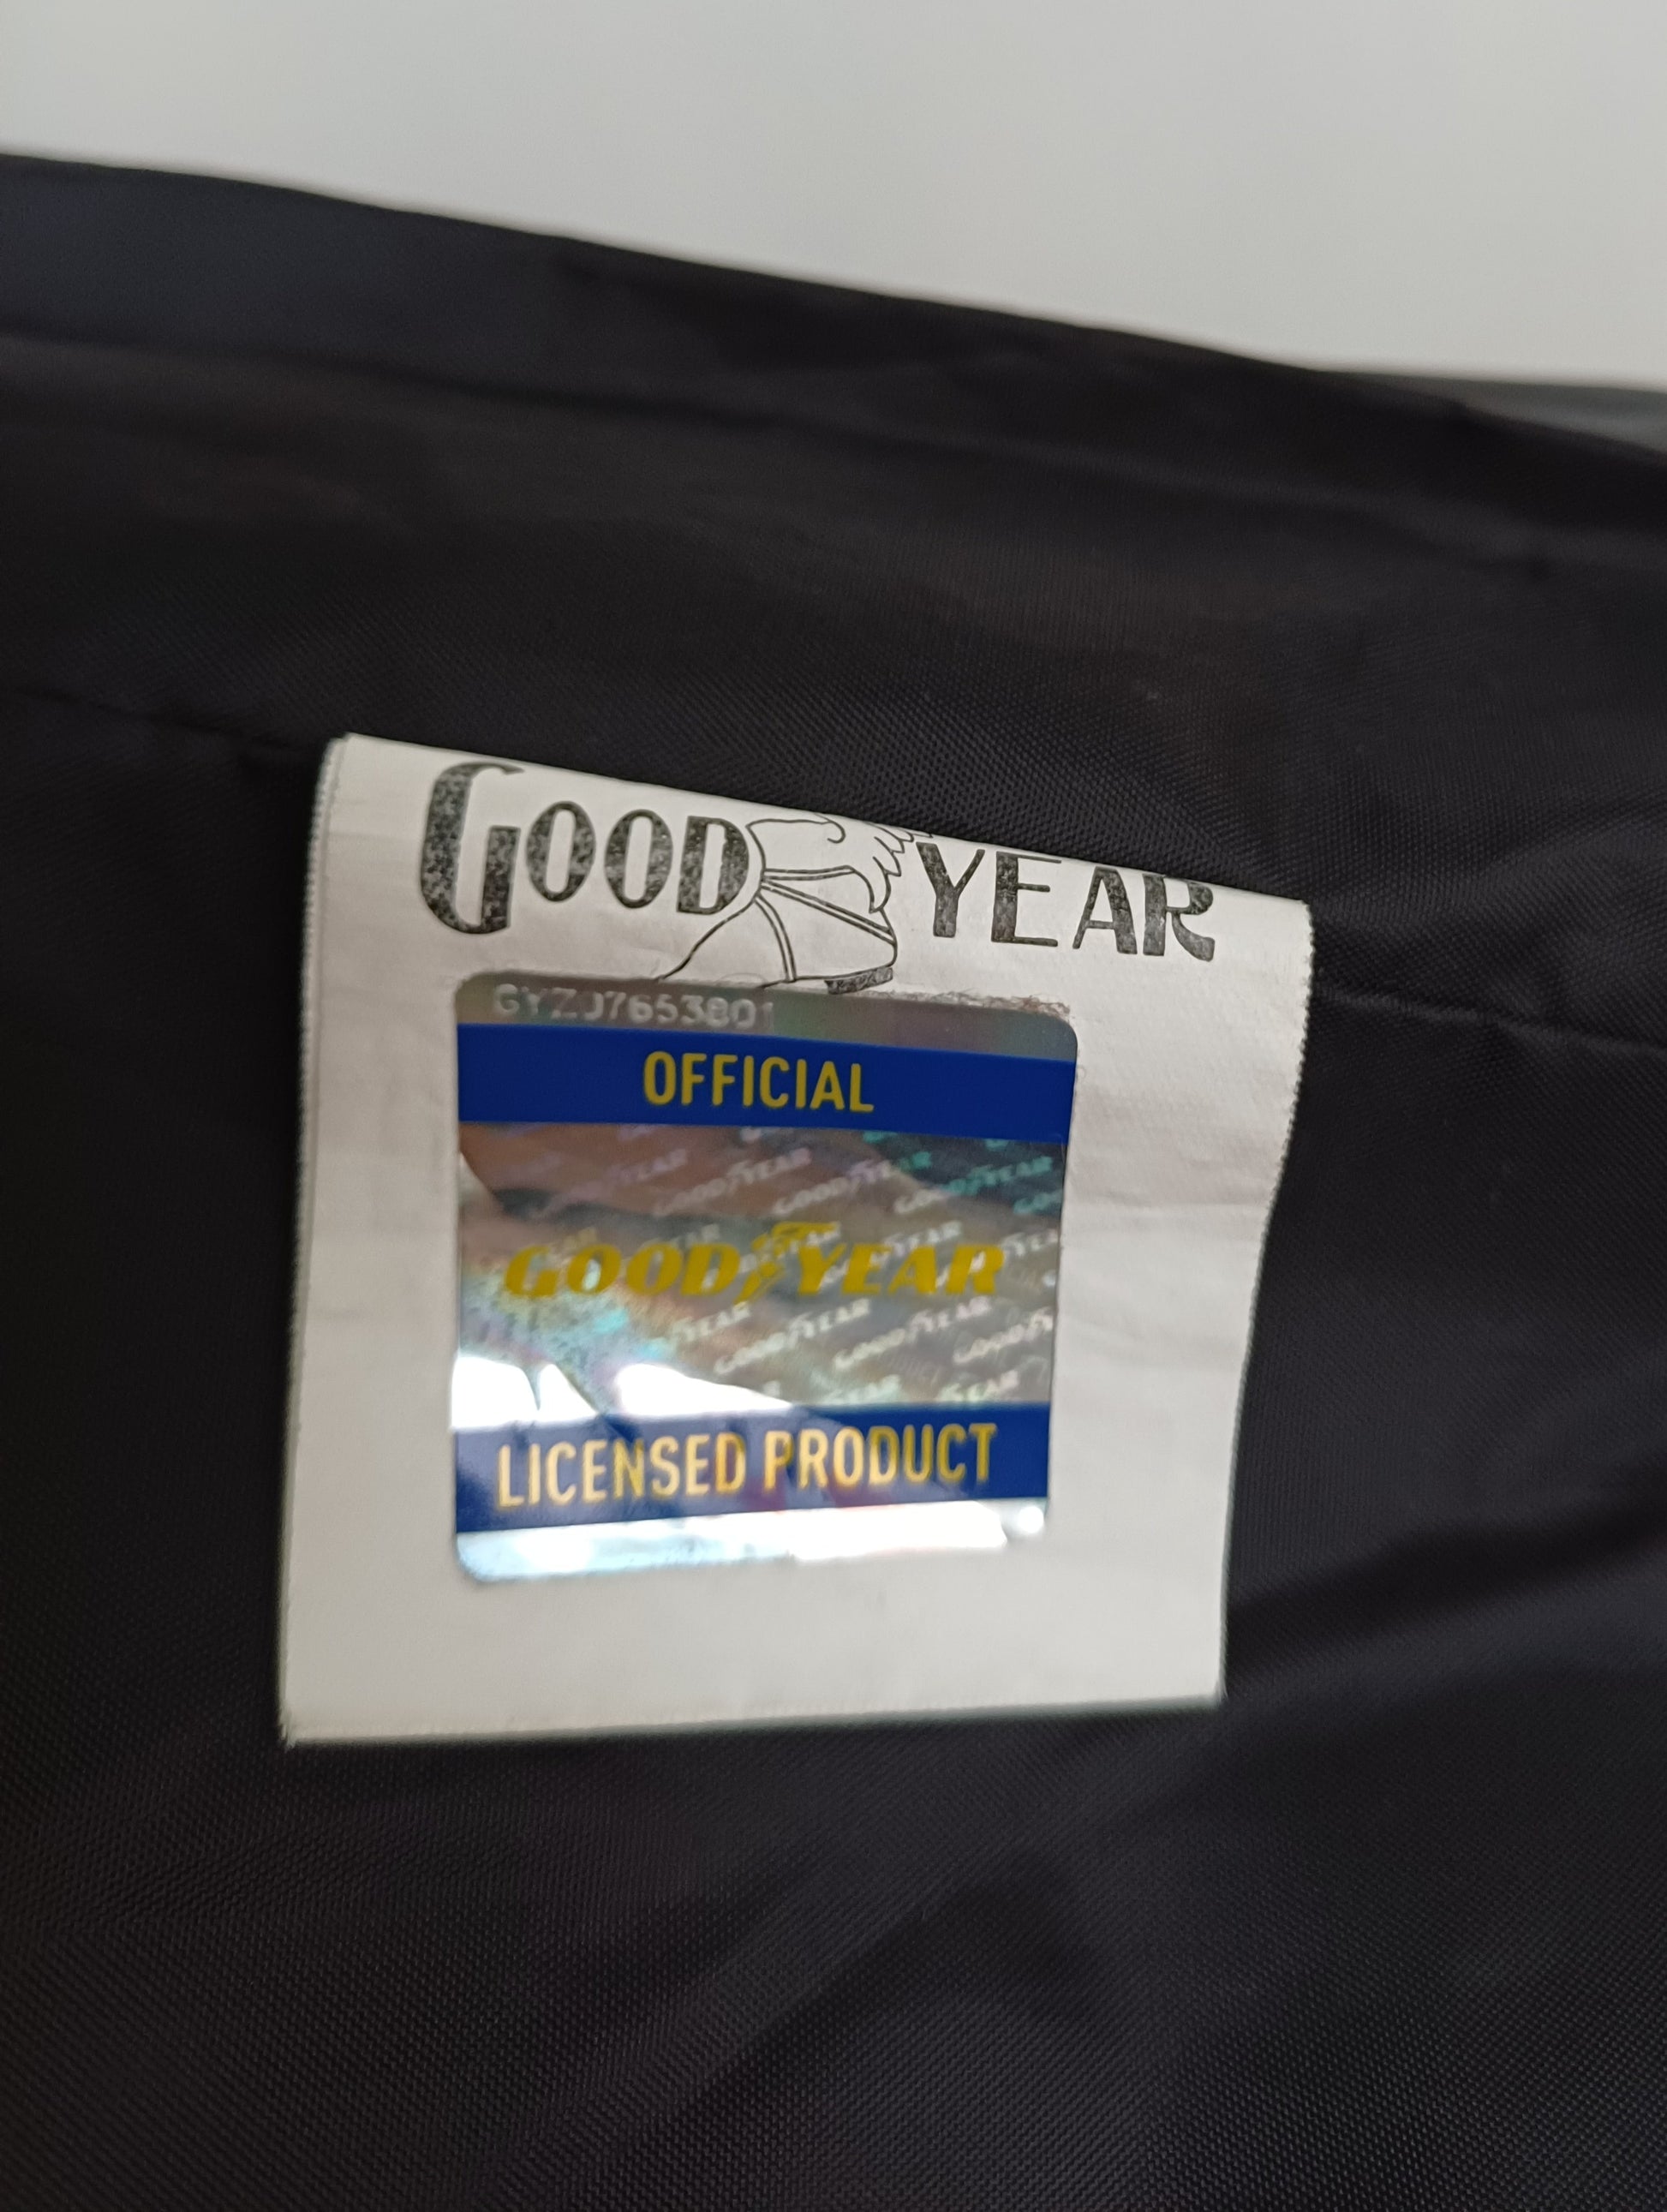 GOOD YEAR
GYZ07653801
OFFICIAL
GOODYEAR
LICENSED PRODUCT